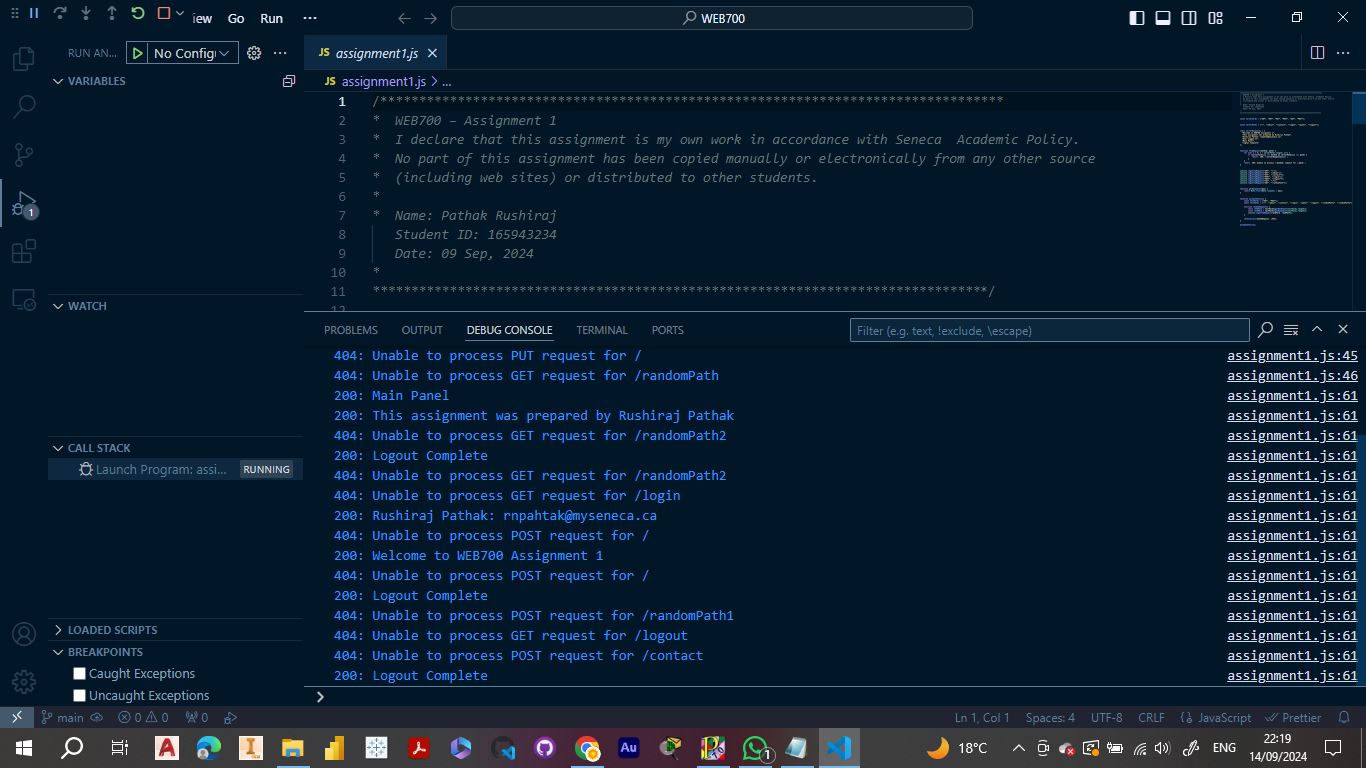 iew Go Run ...
WEB700
RUN AN... No Config ...
JS assignment1.js
VARIABLES
JS assignment1.js > ...
1 /******************************************************************************
2 * WEB700 – Assignment 1
3 * I declare that this assignment is my own work in accordance with Seneca Academic Policy.
4 * No part of this assignment has been copied manually or electronically from any other source
5 * (including web sites) or distributed to other students.
6 *
7 * Name: Pathak Rushiraj
8 Student ID: 165943234
9 Date: 09 Sep, 2024
10 *
11 *****************************************************************************/
12
WATCH
CALL STACK
Launch Program: assi... RUNNING
LOADED SCRIPTS
BREAKPOINTS
Caught Exceptions
Uncaught Exceptions
PROBLEMS OUTPUT DEBUG CONSOLE TERMINAL PORTS Filter (e.g. text, !exclude, \escape)
404: Unable to process PUT request for / assignment1.js:45
404: Unable to process GET request for /randomPath assignment1.js:46
200: Main Panel assignment1.js:61
200: This assignment was prepared by Rushiraj Pathak assignment1.js:61
404: Unable to process GET request for /randomPath2 assignment1.js:61
200: Logout Complete assignment1.js:61
404: Unable to process GET request for /randomPath2 assignment1.js:61
404: Unable to process GET request for /login assignment1.js:61
200: Rushiraj Pathak: rnpahtak@myseneca.ca assignment1.js:61
404: Unable to process POST request for / assignment1.js:61
200: Welcome to WEB700 Assignment 1 assignment1.js:61
404: Unable to process POST request for / assignment1.js:61
200: Logout Complete assignment1.js:61
404: Unable to process POST request for /randomPath1 assignment1.js:61
404: Unable to process GET request for /logout assignment1.js:61
404: Unable to process POST request for /contact assignment1.js:61
200: Logout Complete assignment1.js:61
main 0 0 0 Ln 1, Col 1 Spaces: 4 UTF-8 CRLF {} JavaScript Prettier
18°C ENG 22:19
14/09/2024